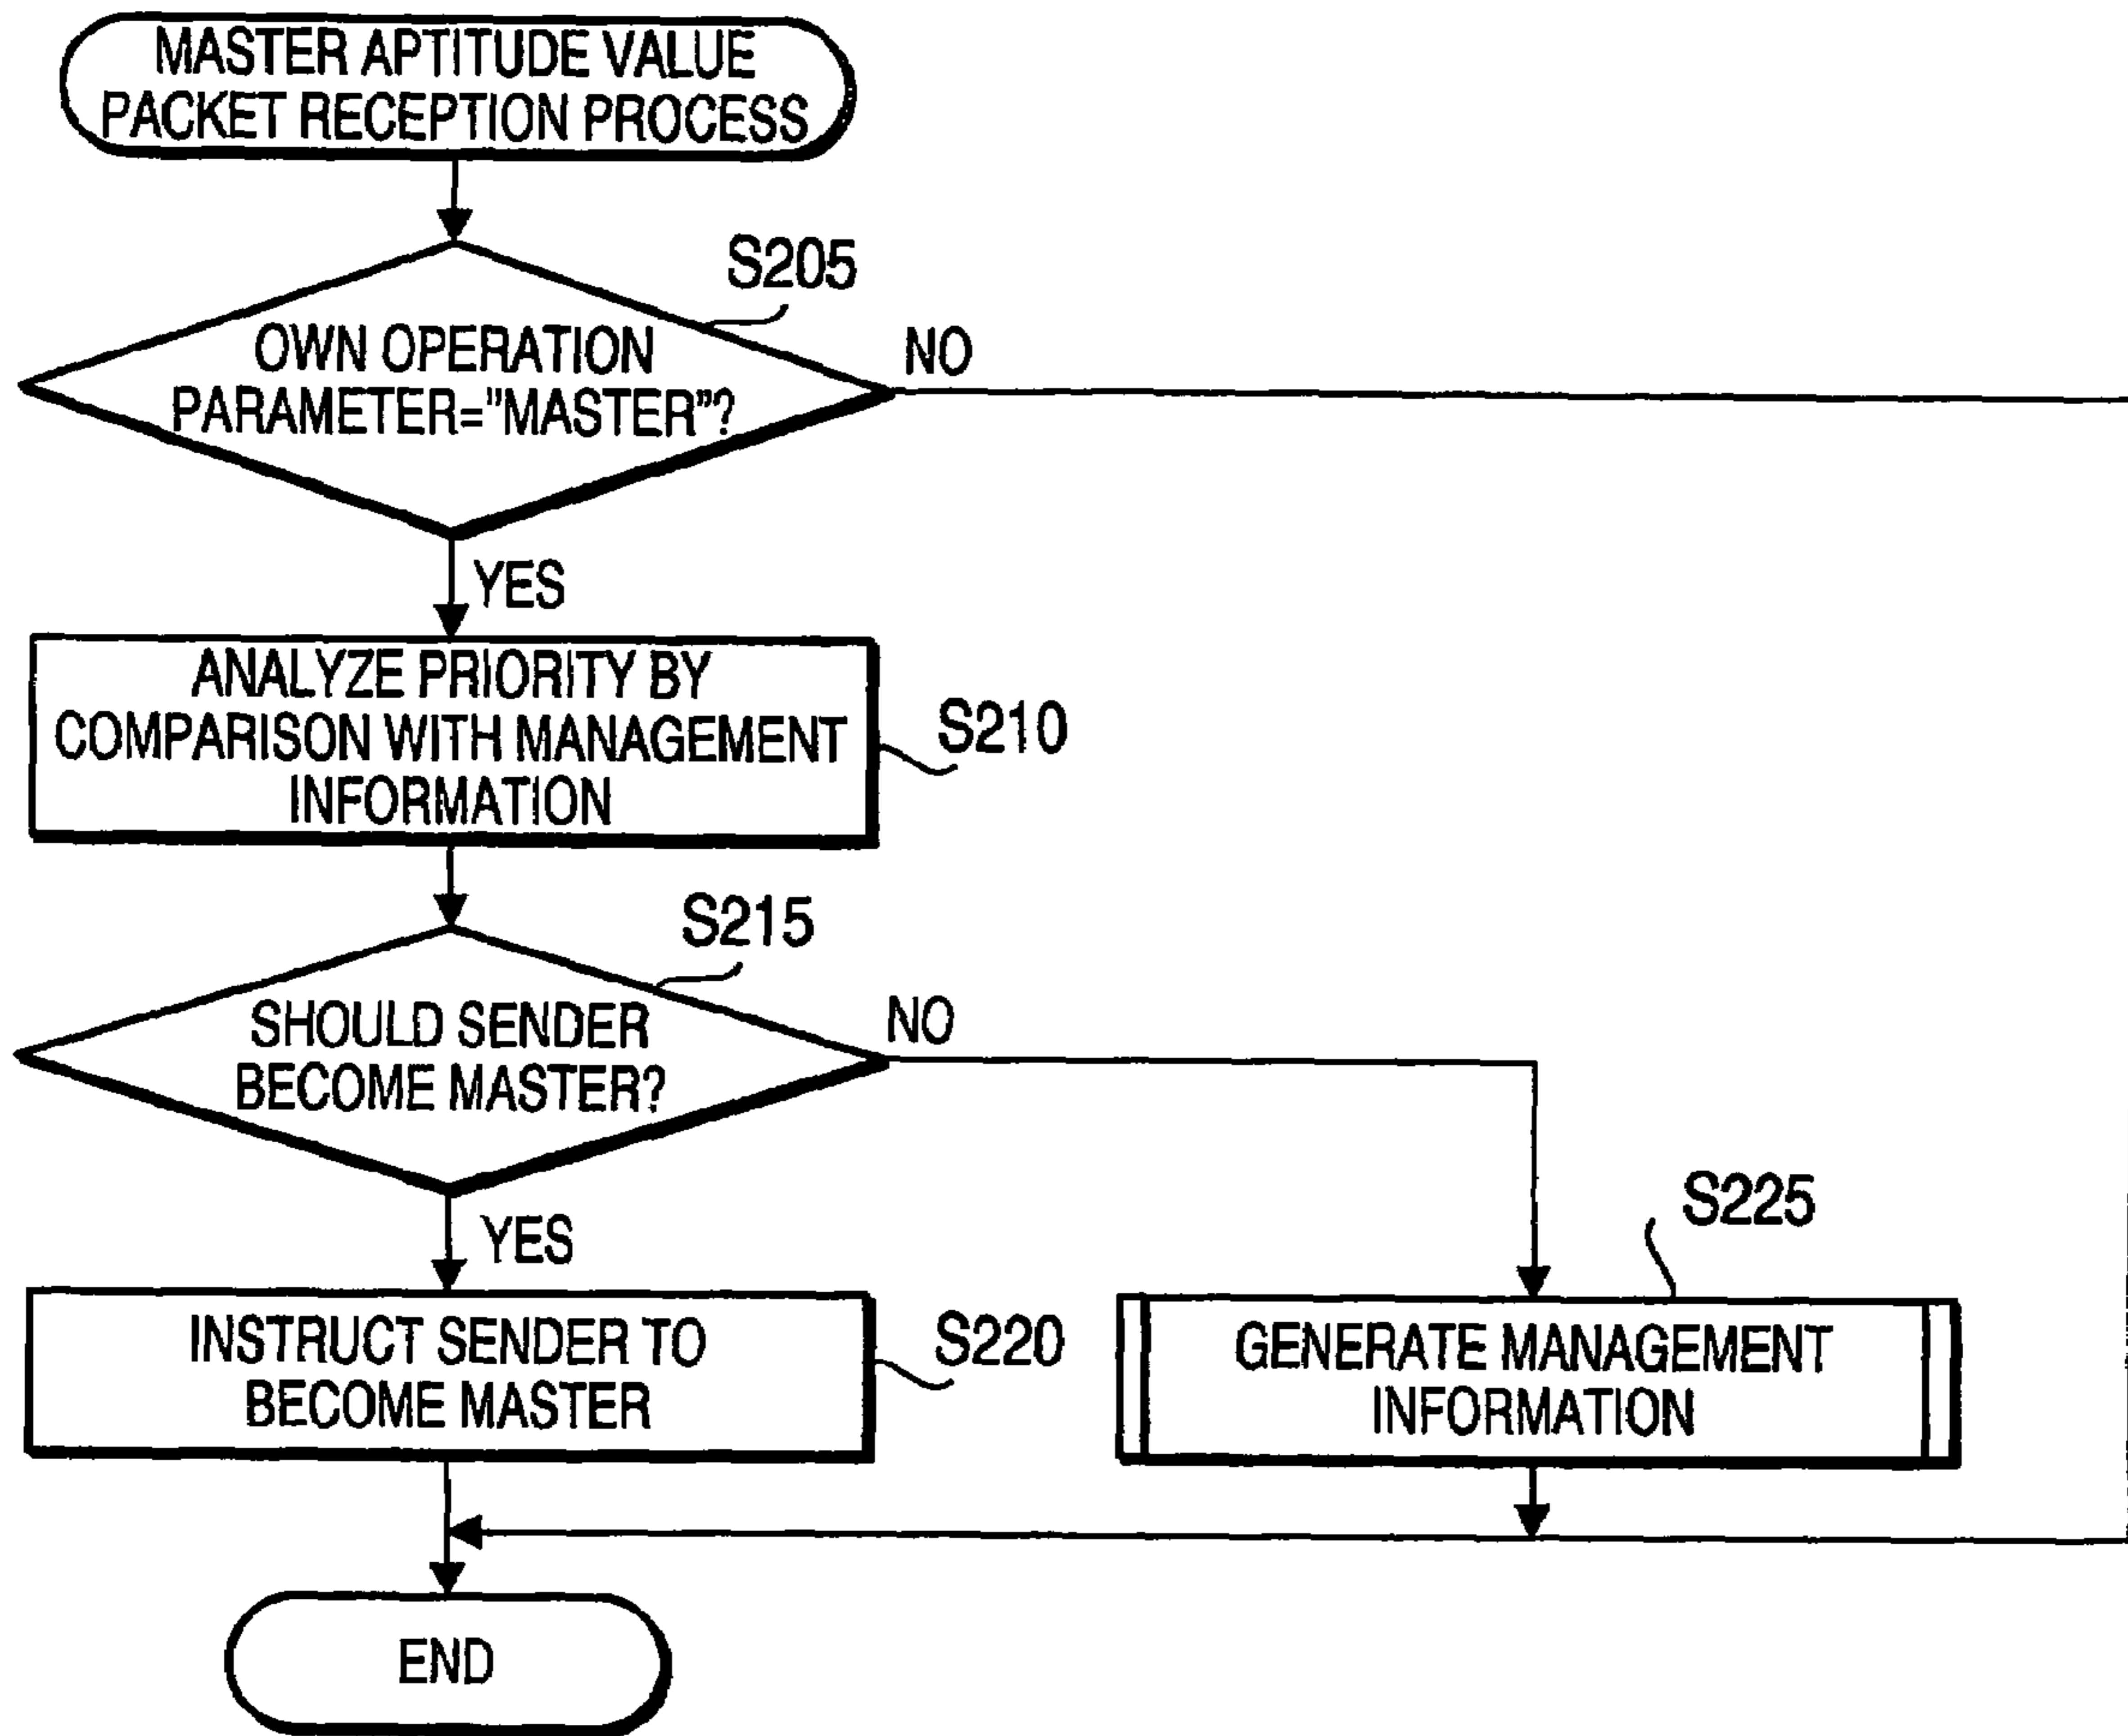 MASTER APTITUDE VALUE
PACKET RECEPTION PROCESS
S205
OWN OPERATION
PARAMETER="MASTER"?
NO
YES
ANALYZE PRIORITY BY
COMPARISON WITH MANAGEMENT
INFORMATION
S210
S215
SHOULD SENDER
BECOME MASTER?
NO
YES
S225
INSTRUCT SENDER TO
BECOME MASTER
S220
GENERATE MANAGEMENT
INFORMATION
END